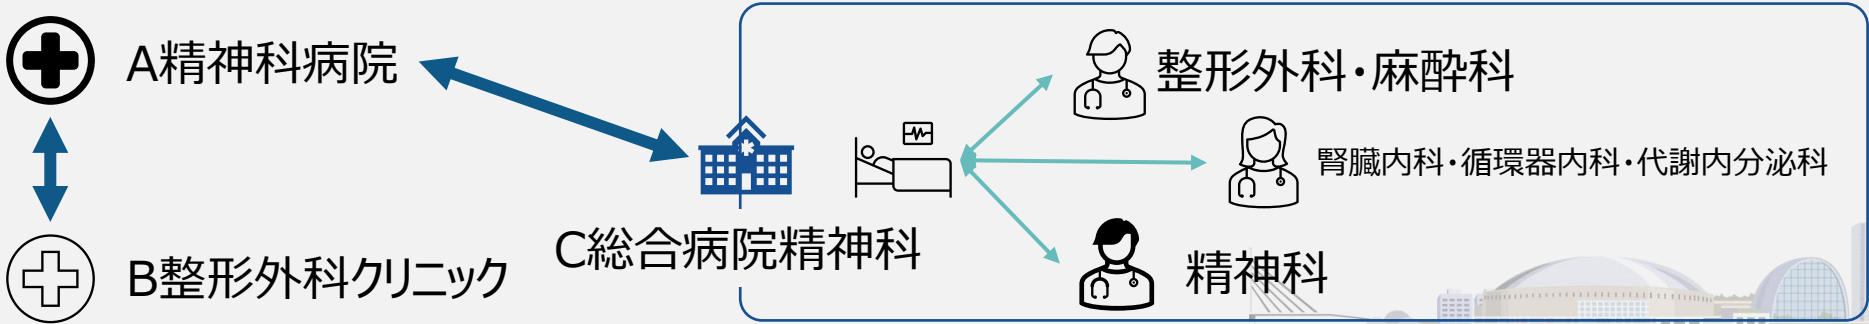 A精神科病院
B整形外科クリニック
C総合病院精神科
整形外科・麻酔科
腎臓内科・循環器内科・代謝内分泌科
精神科